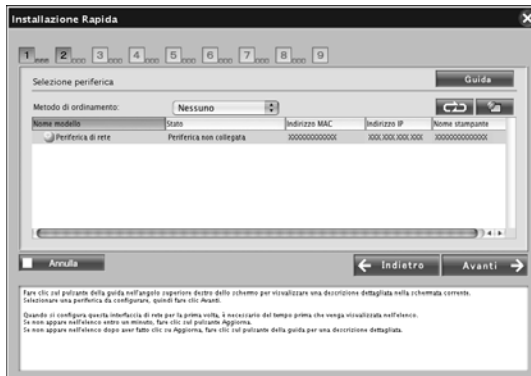 Installazione Rapida
1 2 3 4 5 6 7 8 9
Selezione periferica
Guida
Metodo di ordinamento:
Nessuno
Nome modello Stato Indirizzo MAC Indirizzo IP Nome stampante
Periferica di rete Periferica non collegata XXXXXXXXXXXX XXX.XXX.XXX.XXX XXXXXXXXXXXXX
Annulla
Indietro
Avanti
Fare clic sul pulsante della guida nell'angolo superiore destro dello schermo per visualizzare una descrizione dettagliata nella schermata corrente.
Selezionare una periferica da configurare, quindi fare clic Avanti.
Quando si configura questa interfaccia di rete per la prima volta, è necessario del tempo prima che venga visualizzata nell'elenco.
Se non appare nell'elenco entro un minuto, fare clic sul pulsante Aggiorna.
Se non appare nell'elenco dopo aver fatto clic su Aggiorna, fare clic sul pulsante della guida per una descrizione dettagliata.